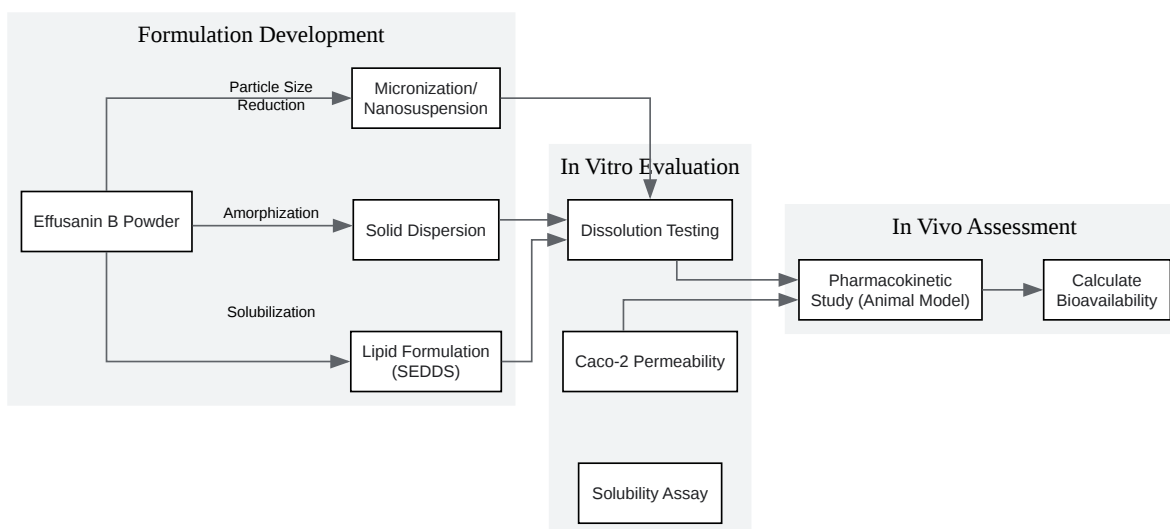 Formulation Development
Particle Size
Reduction
Micronization/
Nanosuspension
Effusanin B Powder
Amorphization
Solid Dispersion
Solubilization
Lipid Formulation
(SEDDS)
In Vitro Evaluation
Dissolution Testing
Caco-2 Permeability
Solubility Assay
In Vivo Assessment
Pharmacokinetic
Study (Animal Model)
Calculate
Bioavailability